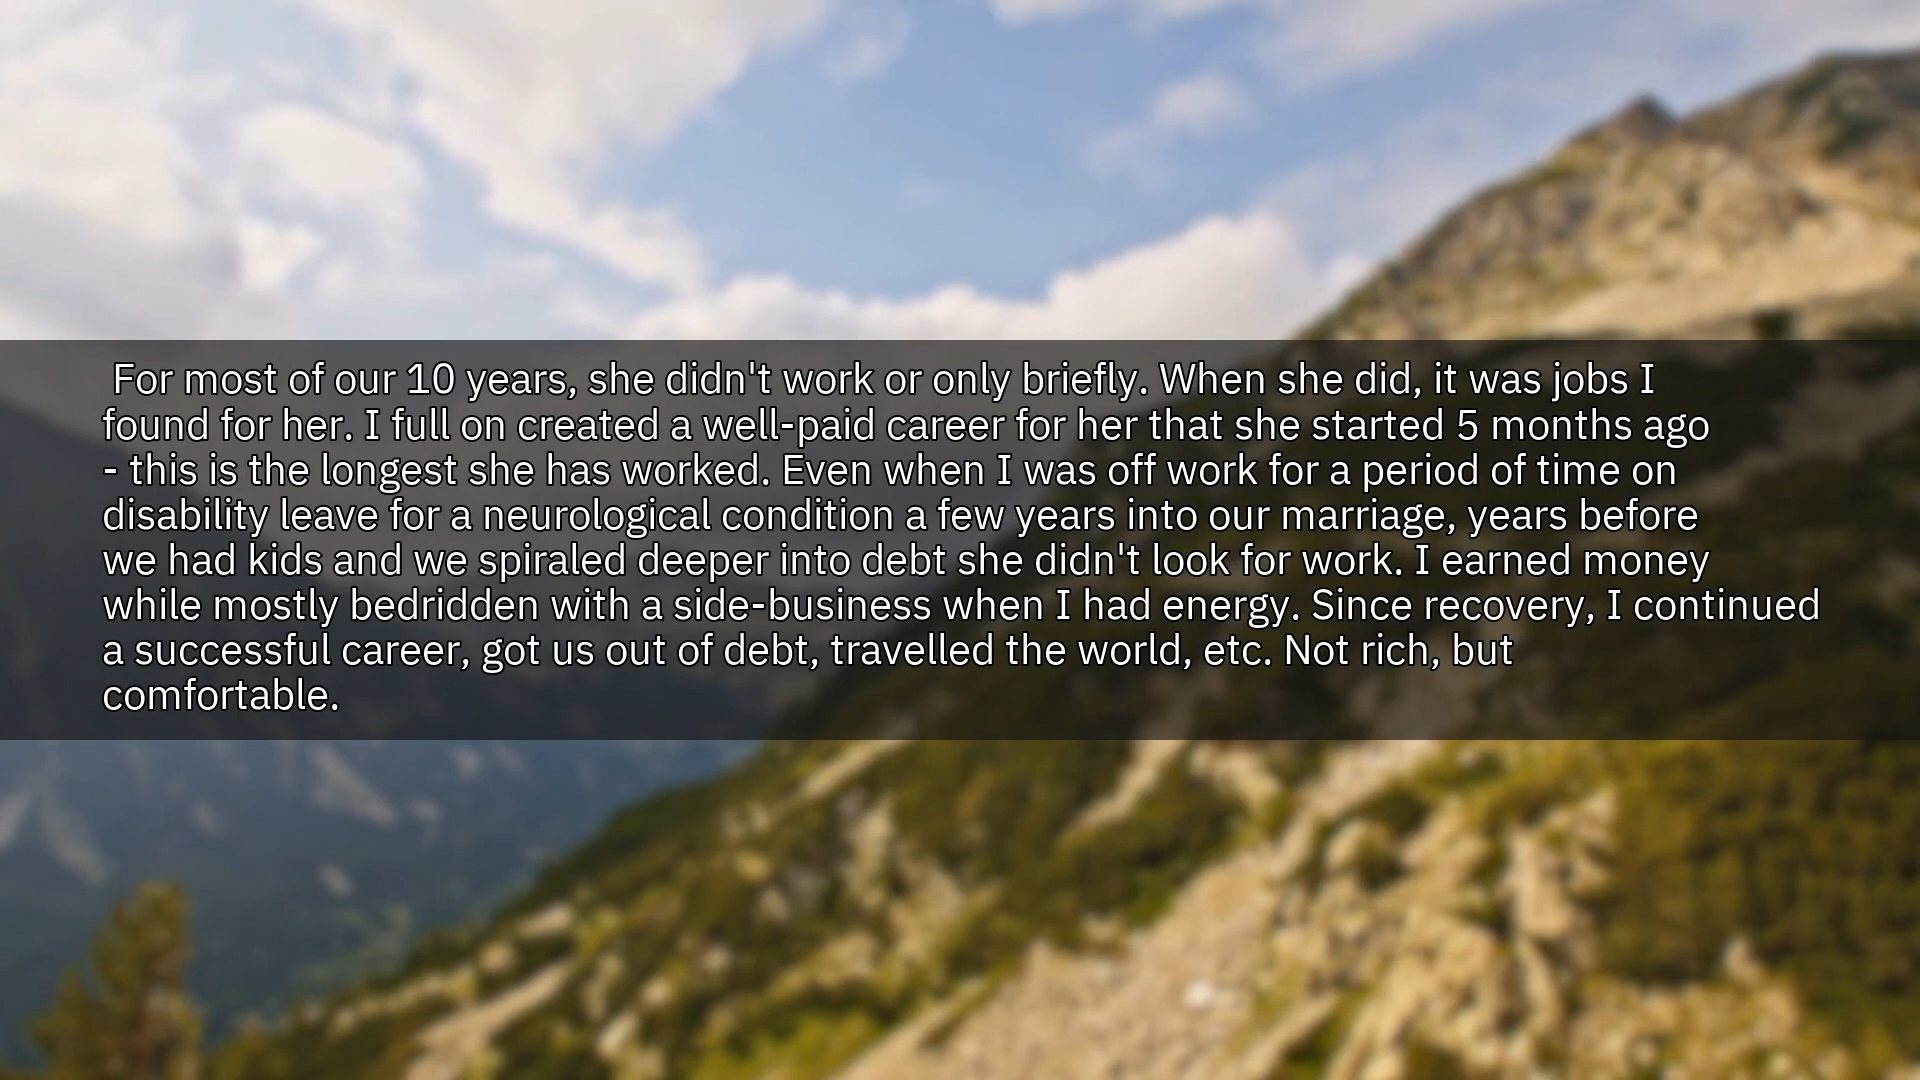 For most of our 10 years, she didn't work or only briefly. When she did, it was jobs I
found for her. I full on created a well-paid career for her that she started 5 months ago
- this is the longest she has worked. Even when I was off work for a period of time on
disability leave for a neurological condition a few years into our marriage, years before
we had kids and we spiraled deeper into debt she didn't look for work. I earned money
while mostly bedridden with a side-business when I had energy. Since recovery, I continued
a successful career, got us out of debt, travelled the world, etc. Not rich, but
comfortable.